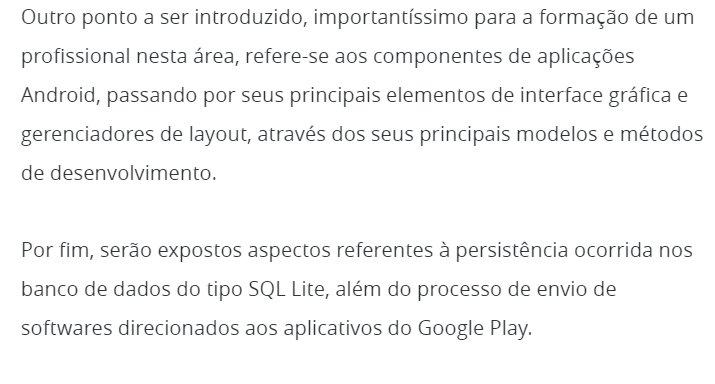 Outro ponto a ser introduzido, importantíssimo para a formação de um
profissional nesta área, refere-se aos componentes de aplicações
Android, passando por seus principais elementos de interface gráfica e
gerenciadores de layout, através dos seus principais modelos e métodos
de desenvolvimento.
Por fim, serão expostos aspectos referentes à persistência ocorrida nos
banco de dados do tipo SQL Lite, além do processo de envio de
softwares direcionados aos aplicativos do Google Play.